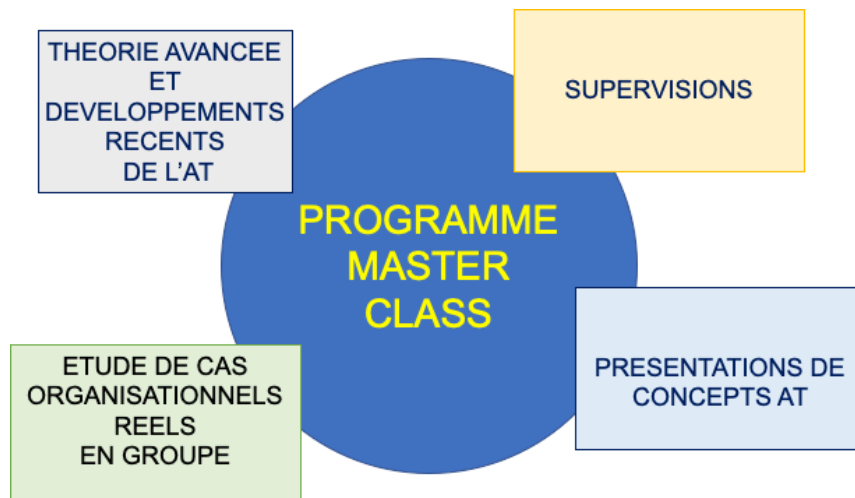 THEORIE AVANCEE
ET
DEVELOPPEMENTS
RECENTS
DE L'AT
SUPERVISIONS
PROGRAMME
MASTER
CLASS
ETUDE DE CAS
ORGANISATIONNELS
REELS
EN GROUPE
PRESENTATIONS DE
CONCEPTS AT